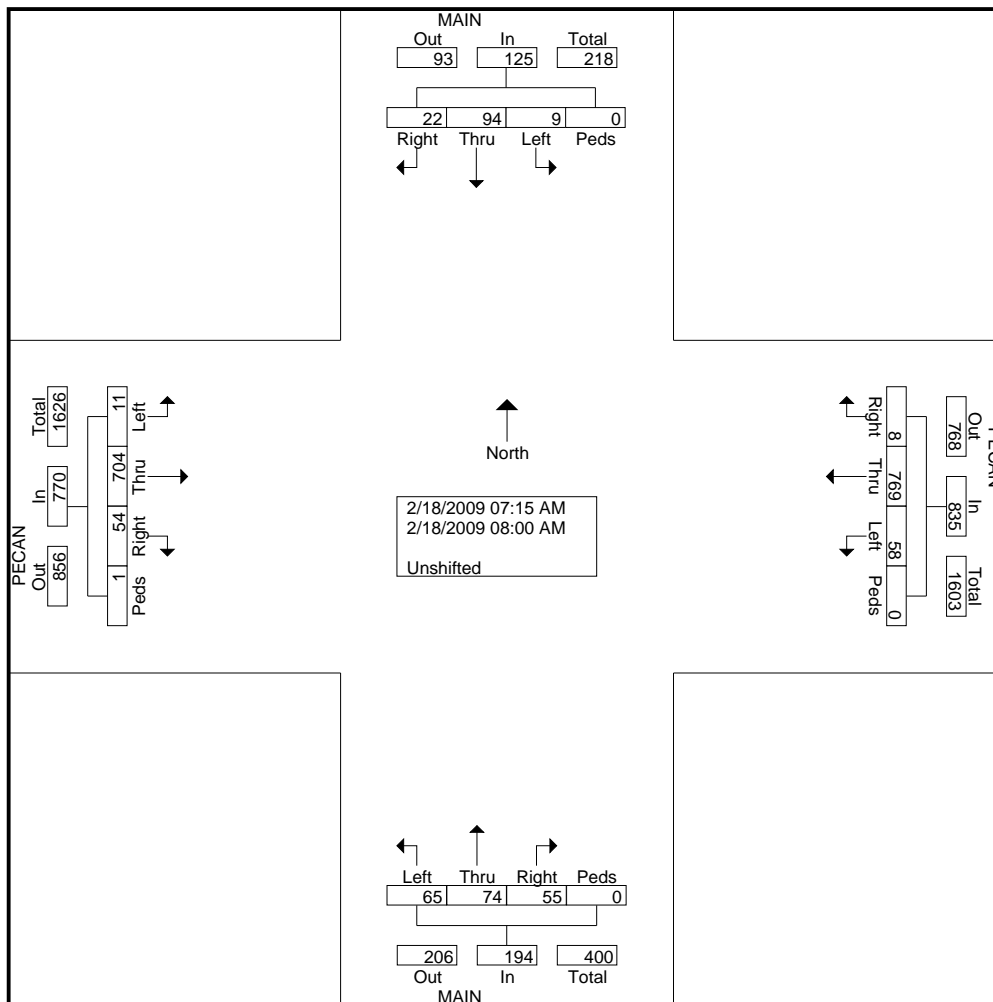 MAIN
Out In Total
93 125 218
22 94 9 0
Right Thru Left Peds
PECAN
Out In Total
856 770 1626
11 704 54 1
Left Thru Right Peds
North
2/18/2009 07:15 AM
2/18/2009 08:00 AM
Unshifted
Right Thru Left Peds
8 769 58 0
768 835 1603
Out In Total
PECAN
Left Thru Right Peds
65 74 55 0
206 194 400
Out In Total
MAIN